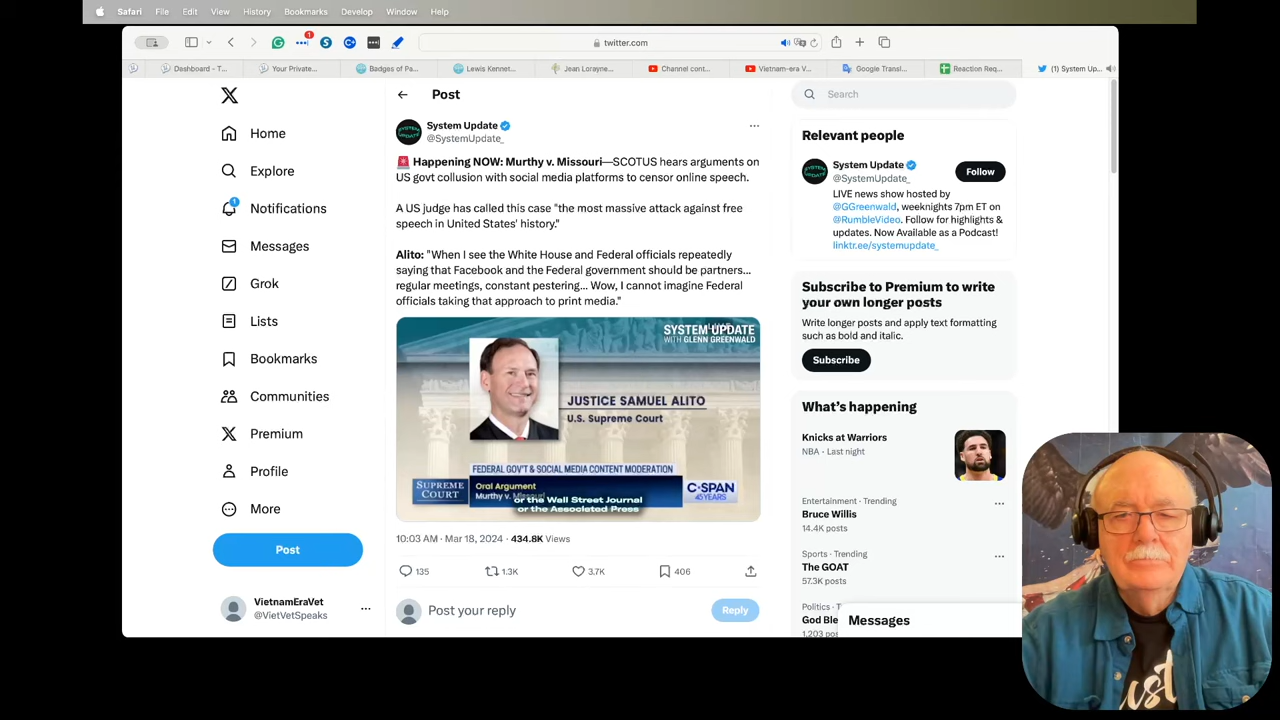 Safari File Edit View History Bookmarks Develop Window Help
1
twitter.com
Dashboard - T...
Your Private...
Badges of Pa...
Lewis Kennet...
Jean Lorayne...
Channel cont...
Vietnam-era V...
Google Transl...
Reaction Req...
(1) System Up...
Home
Explore
1
Notifications
Messages
Grok
Lists
Bookmarks
Communities
Premium
Profile
More
Post
VietnamEraVet
@VietVetSpeaks
Post
System Update
@SystemUpdate_
🚨 Happening NOW: Murthy v. Missouri—SCOTUS hears arguments on
US govt collusion with social media platforms to censor online speech.
A US judge has called this case "the most massive attack against free
speech in United States' history."
Alito: "When I see the White House and Federal officials repeatedly
saying that Facebook and the Federal government should be partners...
regular meetings, constant pestering... Wow, I cannot imagine Federal
officials taking that approach to print media."
SYSTEM UPDATE
WITH GLENN GREENWALD
JUSTICE SAMUEL ALITO
U.S. Supreme Court
FEDERAL GOV'T & SOCIAL MEDIA CONTENT MODERATION
SUPREME COURT
Oral Argument
Murthy v.
C-SPAN
45 YEARS
or the Wall Street Journal
or the Associated Press
10:03 AM · Mar 18, 2024 · 434.8K Views
135
1.3K
3.7K
406
Post your reply
Reply
Search
Relevant people
System Update
@SystemUpdate_
Follow
LIVE news show hosted by
@GGreenwald, weeknights 7pm ET on
@RumbleVideo. Follow for highlights &
updates. Now Available as a Podcast!
linktr.ee/systemupdate_
Subscribe to Premium to write
your own longer posts
Write longer posts and apply text formatting
such as bold and italic.
Subscribe
What's happening
Knicks at Warriors
NBA · Last night
Entertainment · Trending
Bruce Willis
14.4K posts
Sports · Trending
The GOAT
57.3K posts
Politics · T
God Ble
1,203 pos
Messages